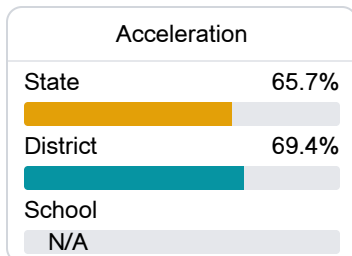 Acceleration
State 65.7%
District 69.4%
School
N/A